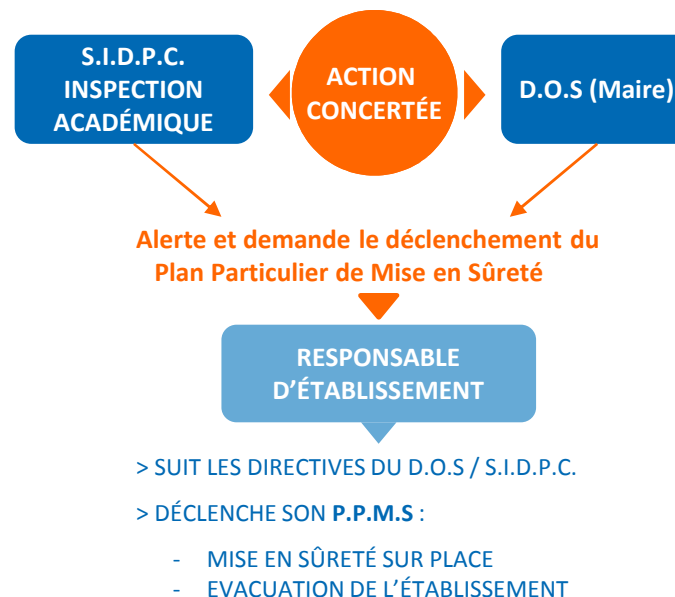 S.I.D.P.C.
INSPECTION
ACADÉMIQUE
ACTION
CONCERTÉE
D.O.S (Maire)
Alerte et demande le déclenchement du
Plan Particulier de Mise en Sûreté
RESPONSABLE
D’ÉTABLISSEMENT
> SUIT LES DIRECTIVES DU D.O.S / S.I.D.P.C.
> DÉCLENCHE SON P.P.M.S :
- MISE EN SÛRETÉ SUR PLACE
- EVACUATION DE L’ÉTABLISSEMENT